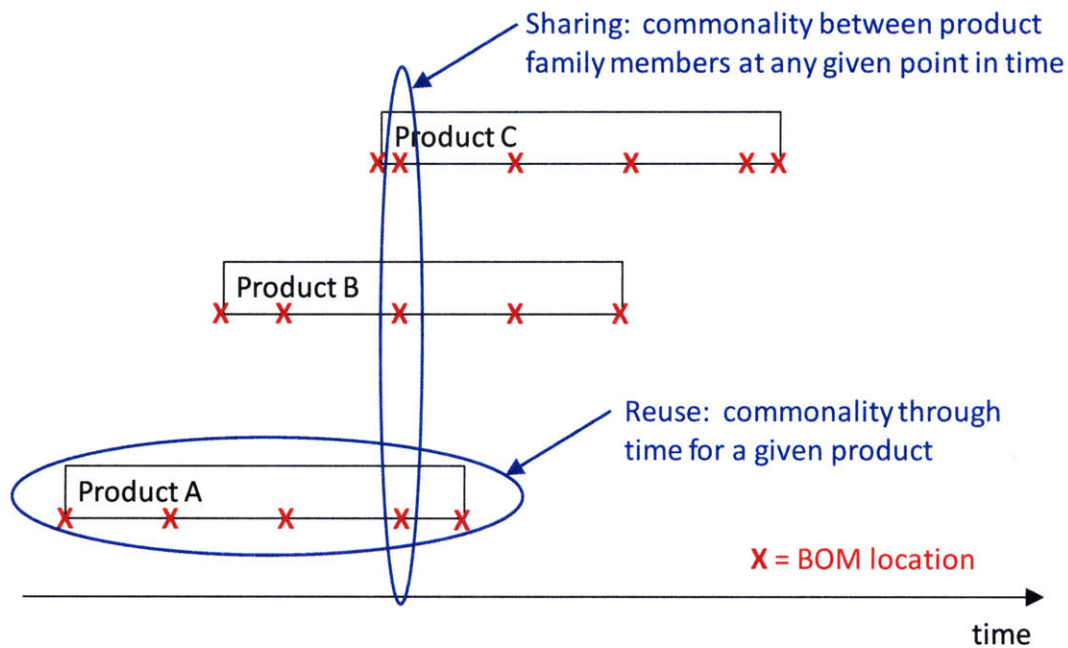 Sharing: commonality between product
family members at any given point in time
Product C
X X X X X X
Product B
X X X X X
Reuse: commonality through
time for a given product
Product A
X X X X X
X = BOM location
time